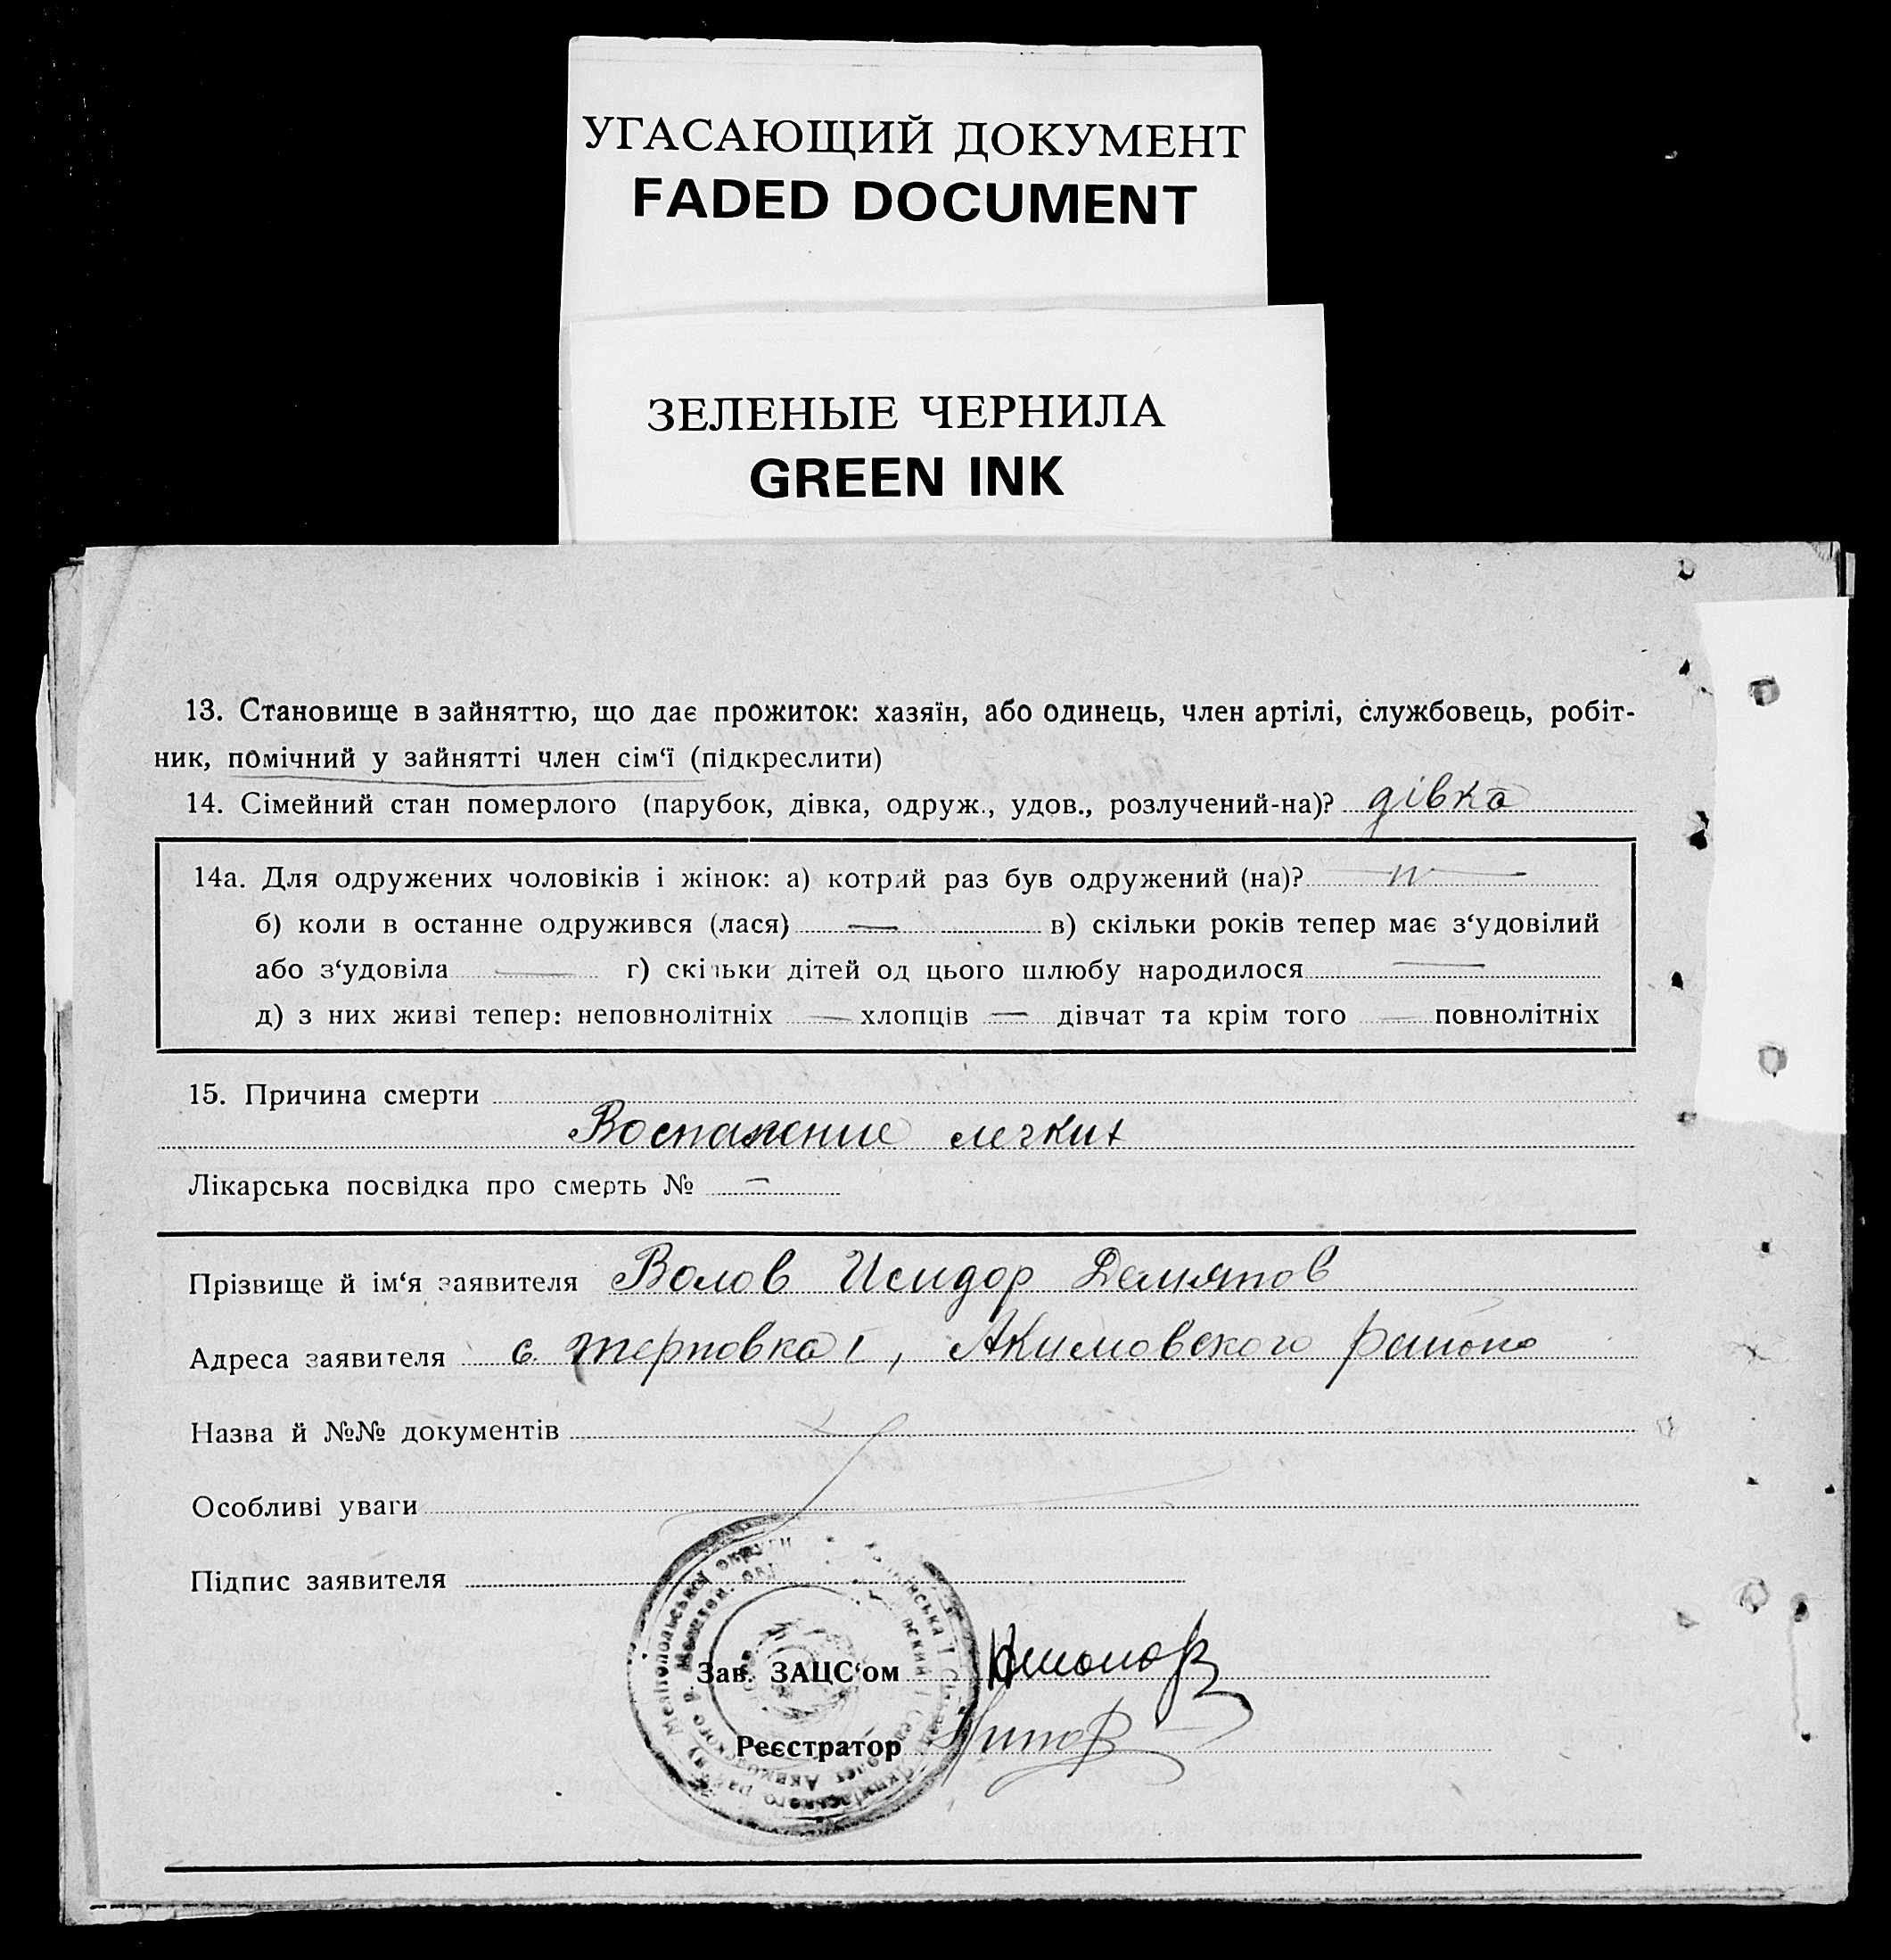 УГАСАЮЩИЙ ДОКУМЕНТ
FADED DOCUMENT
ЗЕЛЕНЫЕ ЧЕРНИЛА
GREEN INK
13. Становище в зайняттю, що дає прожиток: хазяїн, або одинець, член артілі, службовець, робіт-
ник, помічний у зайнятті член сім‘ї (підкреслити)
14. Сімейний стан померлого (парубок, дівка, одруж., удов., розлучений-на)? дівка
14а. Для одружених чоловіків і жінок: а) котрий раз був одружений (на)? —
б) коли в останне одружився (лася) — в) скільки років тепер має з‘удовілий
або з‘удовіла — г) скільки дітей од цього шлюбу народилося —
д) з них живі тепер: неповнолітніх — хлопців — дівчат та крім того — повнолітніх
15. Причина смерти
Воспаление легких
Лікарська посвідка про смерть № —
Прізвище й ім‘я заявителя Волов Исидор Демянов
Адреса заявителя с. Терновка I, Акимовского района
Назва й №№ документів
Особливі уваги
Підпис заявителя
Зав. ЗАЦС‘ом
Реєстратор